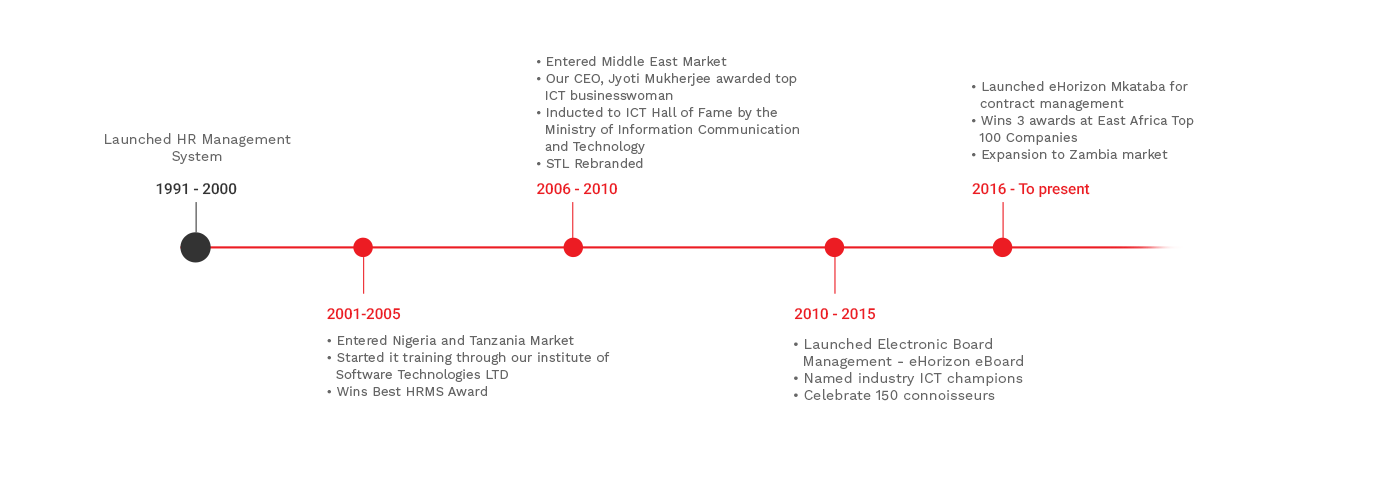 Launched HR Management
System
1991 - 2000
2001-2005
• Entered Nigeria and Tanzania Market
• Started it training through our institute of
Software Technologies LTD
• Wins Best HRMS Award
• Entered Middle East Market
• Our CEO, Jyoti Mukherjee awarded top
ICT businesswoman
• Inducted to ICT Hall of Fame by the
Ministry of Information Communication
and Technology
• STL Rebranded
2006 - 2010
2010 - 2015
• Launched Electronic Board
Management - eHorizon eBoard
• Named industry ICT champions
• Celebrate 150 connoisseurs
• Launched eHorizon Mkataba for
contract management
• Wins 3 awards at East Africa Top
100 Companies
• Expansion to Zambia market
2016 - To present